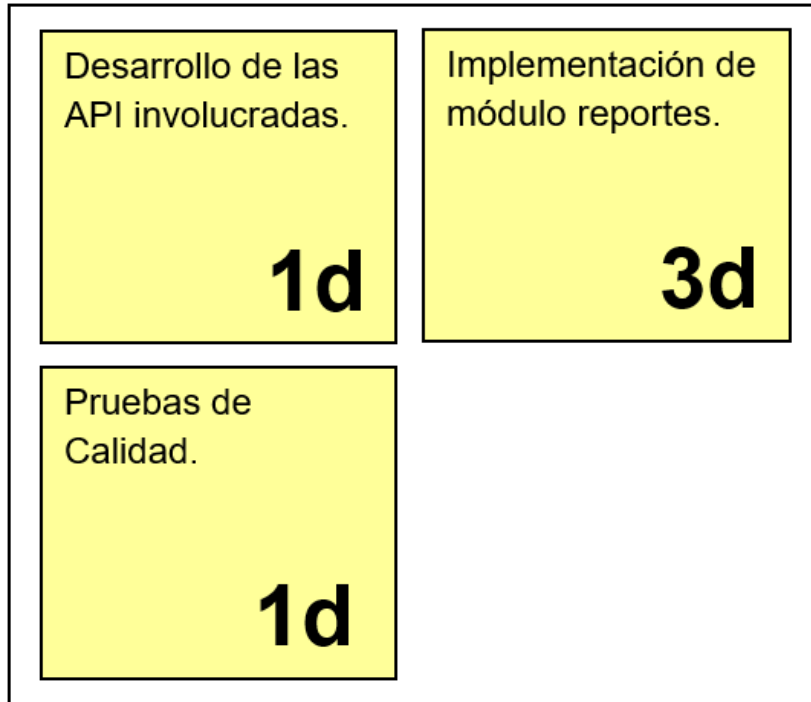 Desarrollo de las
API involucradas.
1d
Implementación de
módulo reportes.
3d
Pruebas de
Calidad.
1d